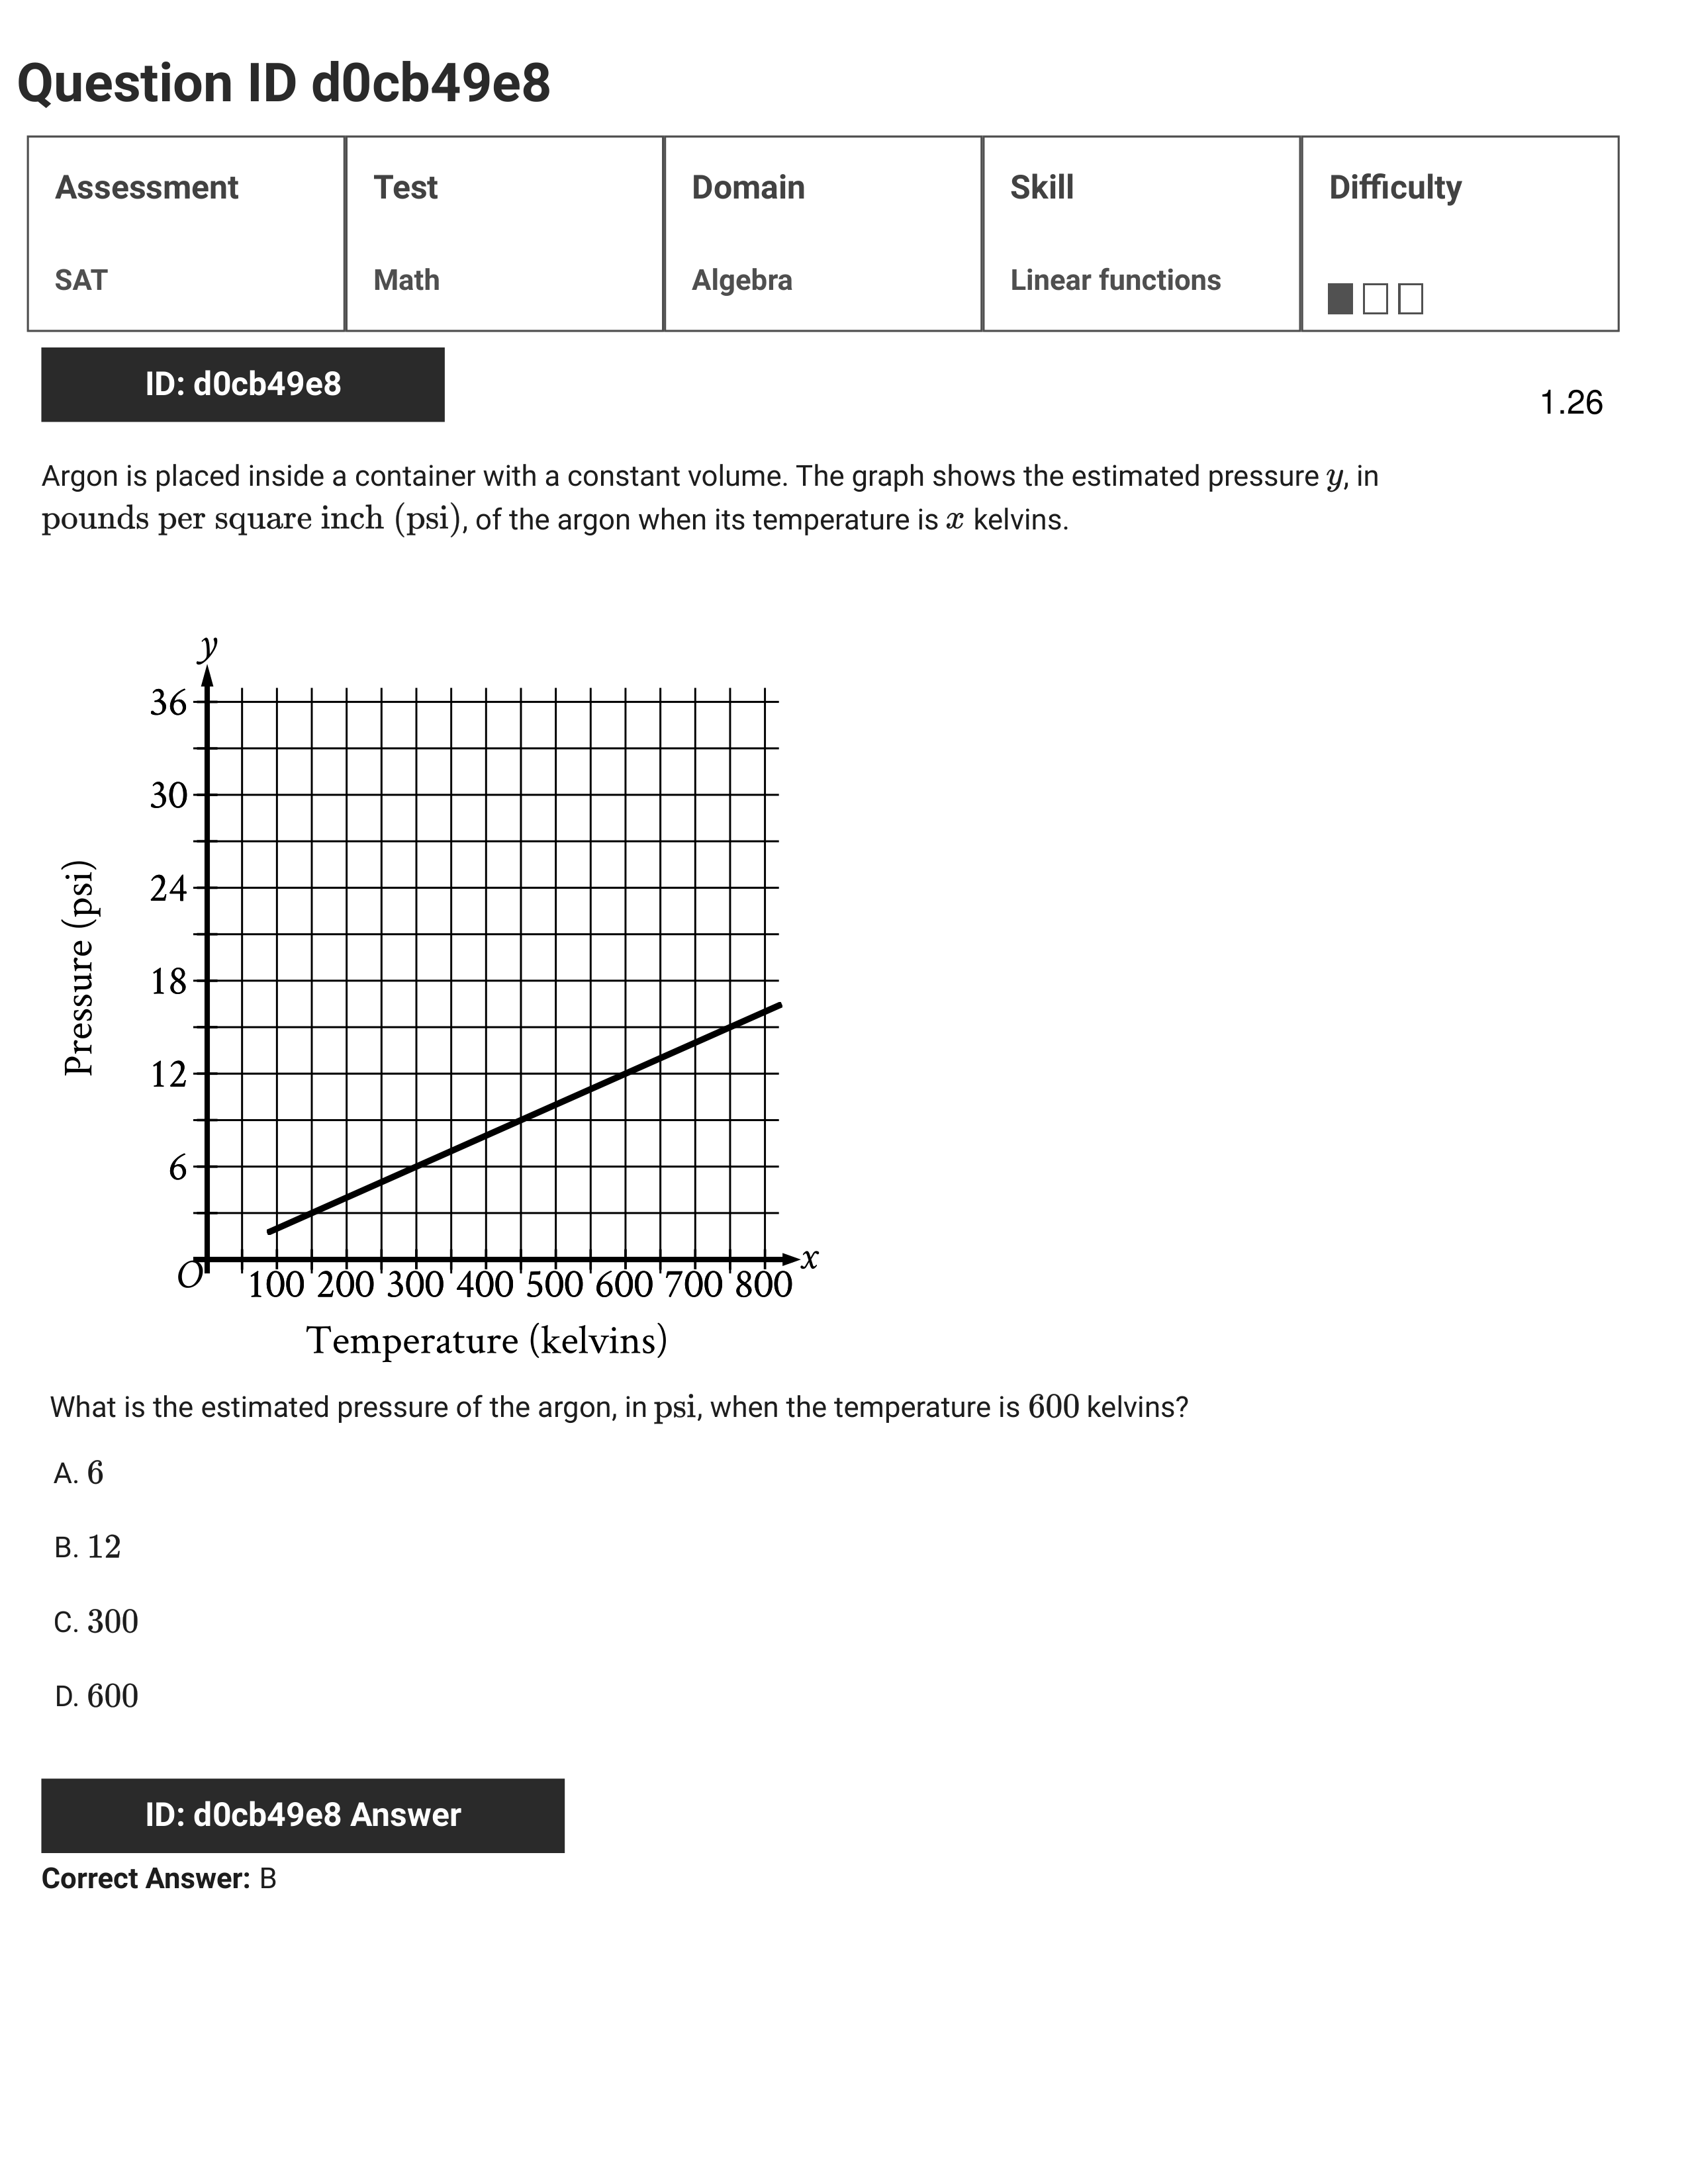 Question ID d0cb49e8
Assessment Test Domain Skill Difficulty
SAT Math Algebra Linear functions
ID: d0cb49e8
1.26
Argon is placed inside a container with a constant volume. The graph shows the estimated pressure y, in
pounds per square inch (psi), of the argon when its temperature is x kelvins.
y
36
30
24
18
12
6
Pressure (psi)
O 100 200 300 400 500 600 700 800 x
Temperature (kelvins)
What is the estimated pressure of the argon, in psi, when the temperature is 600 kelvins?
A. 6
B. 12
C. 300
D. 600
ID: d0cb49e8 Answer
Correct Answer: B